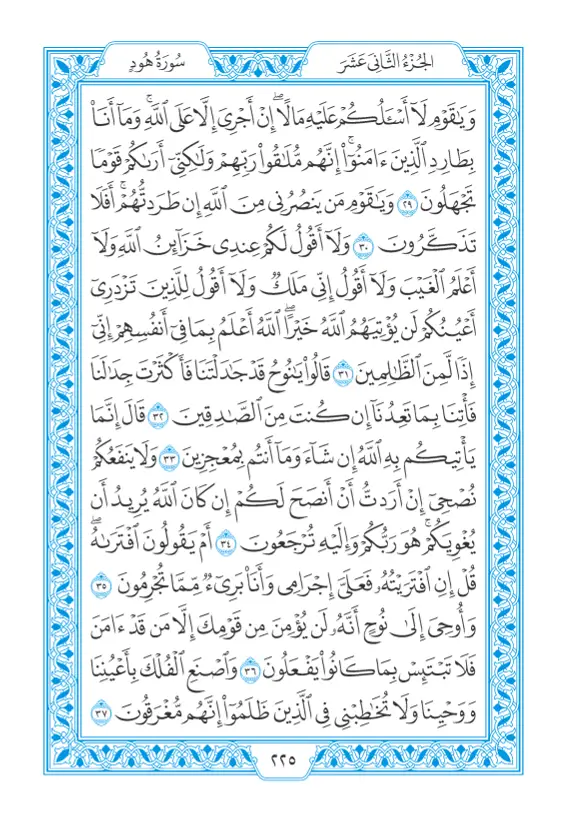 الجُزْءُ الثَّانِيَ عَشَرَ
سُورَةُ هُودٍ
وَيَٰقَوْمِ لَآ أَسْـَٔلُكُمْ عَلَيْهِ مَالًاۖ إِنْ أَجْرِىَ إِلَّا عَلَى ٱللَّهِۚ وَمَآ أَنَا۠
بِطَارِدِ ٱلَّذِينَ ءَامَنُوٓا۟ۚ إِنَّهُم مُّلَٰقُوا۟ رَبِّهِمْ وَلَٰكِنِّىٓ أَرَىٰكُمْ قَوْمًا
تَجْهَلُونَ ٢٩ وَيَٰقَوْمِ مَن يَنصُرُنِى مِنَ ٱللَّهِ إِن طَرَدتُّهُمْۚ أَفَلَا
تَذَكَّرُونَ ٣٠ وَلَآ أَقُولُ لَكُمْ عِندِى خَزَآئِنُ ٱللَّهِ وَلَآ
أَعْلَمُ ٱلْغَيْبَ وَلَآ أَقُولُ إِنِّى مَلَكٌ وَلَآ أَقُولُ لِلَّذِينَ تَزْدَرِىٓ
أَعْيُنُكُمْ لَن يُؤْتِيَهُمُ ٱللَّهُ خَيْرًاۖ ٱللَّهُ أَعْلَمُ بِمَا فِىٓ أَنفُسِهِمْ إِنِّىٓ
إِذًا لَّمِنَ ٱلظَّٰلِمِينَ ٣١ قَالُوا۟ يَٰنُوحُ قَدْ جَٰدَلْتَنَا فَأَكْثَرْتَ جِدَٰلَنَا
فَأْتِنَا بِمَا تَعِدُنَآ إِن كُنتَ مِنَ ٱلصَّٰدِقِينَ ٣٢ قَالَ إِنَّمَا
يَأْتِيكُم بِهِ ٱللَّهُ إِن شَآءَ وَمَآ أَنتُم بِمُعْجِزِينَ ٣٣ وَلَا يَنفَعُكُمْ
نُصْحِىٓ إِنْ أَرَدتُّ أَنْ أَنصَحَ لَكُمْ إِن كَانَ ٱللَّهُ يُرِيدُ أَن
يُغْوِيَكُمْۚ هُوَ رَبُّكُمْ وَإِلَيْهِ تُرْجَعُونَ ٣٤ أَمْ يَقُولُونَ ٱفْتَرَىٰهُۖ
قُلْ إِنِ ٱفْتَرَيْتُهُۥ فَعَلَىَّ إِجْرَامِى وَأَنَا۠ بَرِىٓءٌ مِّمَّا تُجْرِمُونَ ٣٥
وَأُوحِىَ إِلَىٰ نُوحٍ أَنَّهُۥ لَن يُؤْمِنَ مِن قَوْمِكَ إِلَّا مَن قَدْ ءَامَنَ
فَلَا تَبْتَئِسْ بِمَا كَانُوا۟ يَفْعَلُونَ ٣٦ وَٱصْنَعِ ٱلْفُلْكَ بِأَعْيُنِنَا
وَوَحْيِنَا وَلَا تُخَٰطِبْنِى فِى ٱلَّذِينَ ظَلَمُوٓا۟ إِنَّهُم مُّغْرَقُونَ ٣٧
٢٢٥